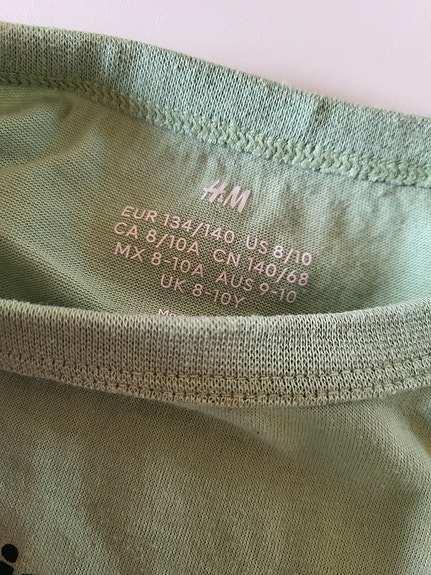 H&M
EUR 134/140 US 8/10
CA 8/10A CN 140/68
MX 8-10A AUS 9-10
UK 8-10Y